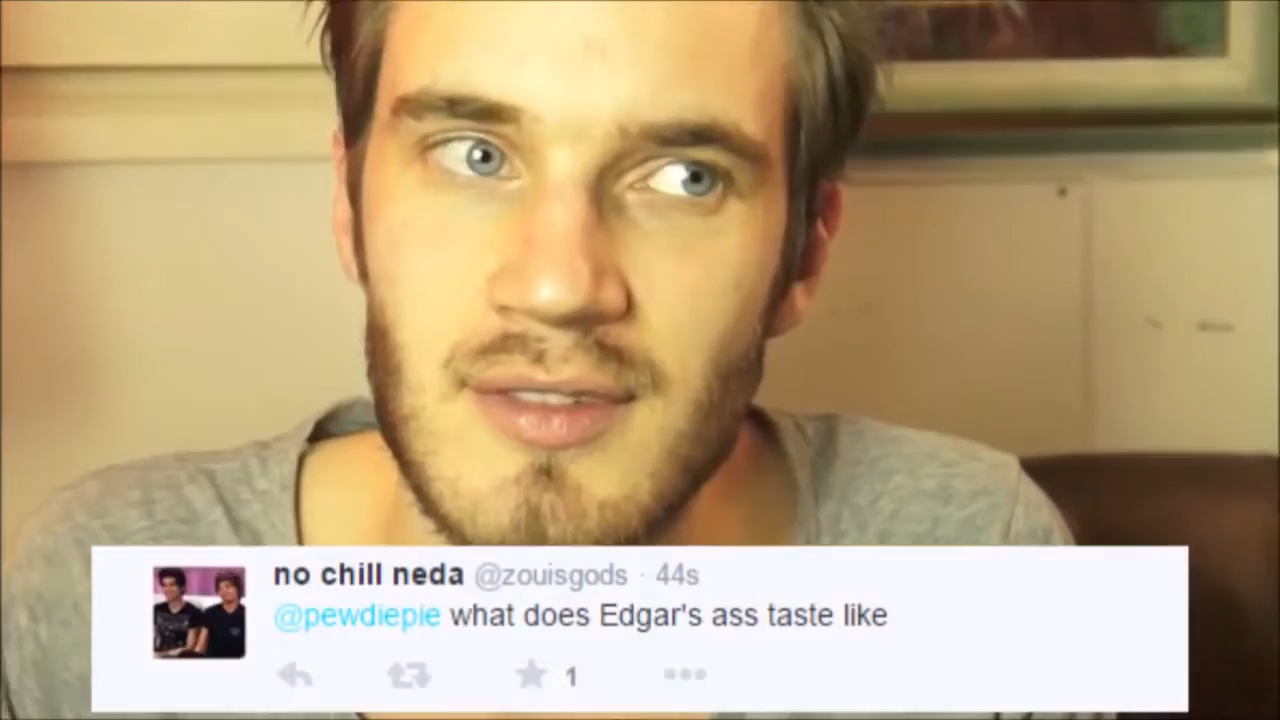 no chill neda @zouisgods · 44s
@pewdiepie what does Edgar's ass taste like
1